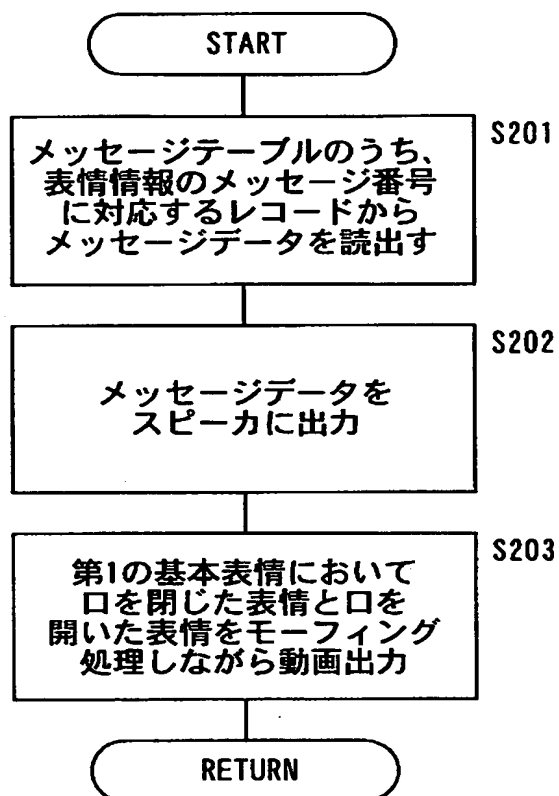 START
S201
メッセージテーブルのうち、
表情情報のメッセージ番号
に対応するレコードから
メッセージデータを読出す
S202
メッセージデータを
スピーカに出力
S203
第1の基本表情において
口を閉じた表情と口を
開いた表情をモーフィング
処理しながら動画出力
RETURN